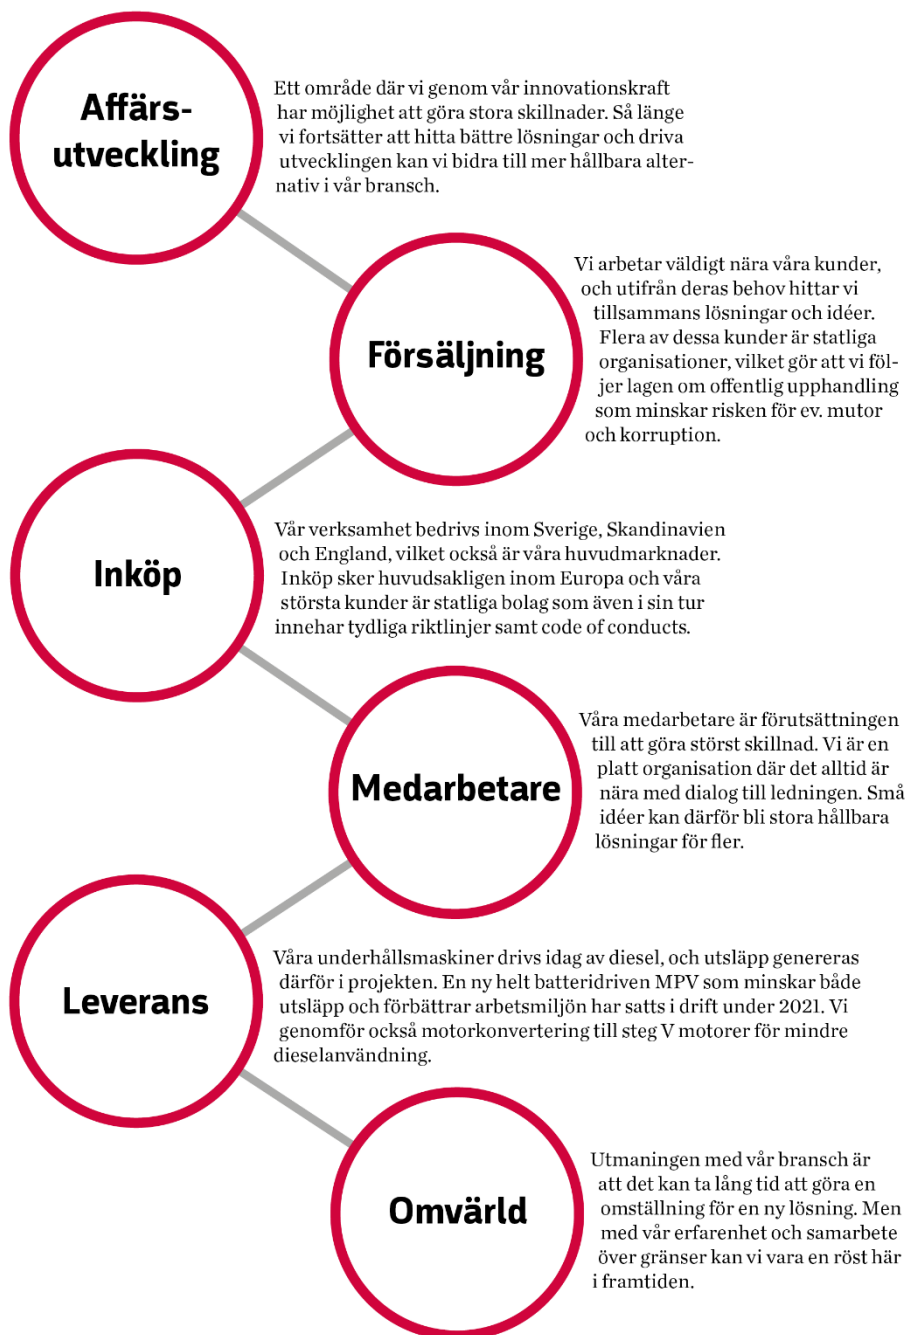 Affärs-
utveckling
Ett område där vi genom vår innovationskraft
har möjlighet att göra stora skillnader. Så länge
vi fortsätter att hitta bättre lösningar och driva
utvecklingen kan vi bidra till mer hållbara alter-
nativ i vår bransch.
Försäljning
Vi arbetar väldigt nära våra kunder,
och utifrån deras behov hittar vi
tillsammans lösningar och idéer.
Flera av dessa kunder är statliga
organisationer, vilket gör att vi föl-
jer lagen om offentlig upphandling
som minskar risken för ev. mutor
och korruption.
Inköp
Vår verksamhet bedrivs inom Sverige, Skandinavien
och England, vilket också är våra huvudmarknader.
Inköp sker huvudsakligen inom Europa och våra
största kunder är statliga bolag som även i sin tur
innehar tydliga riktlinjer samt code of conducts.
Medarbetare
Våra medarbetare är förutsättningen
till att göra störst skillnad. Vi är en
platt organisation där det alltid är
nära med dialog till ledningen. Små
idéer kan därför bli stora hållbara
lösningar för fler.
Leverans
Våra underhållsmaskiner drivs idag av diesel, och utsläpp genereras
därför i projekten. En ny helt batteridriven MPV som minskar både
utsläpp och förbättrar arbetsmiljön har satts i drift under 2021. Vi
genomför också motorkonvertering till steg V motorer för mindre
dieselanvändning.
Omvärld
Utmaningen med vår bransch är
att det kan ta lång tid att göra en
omställning för en ny lösning. Men
med vår erfarenhet och samarbete
över gränser kan vi vara en röst här
i framtiden.